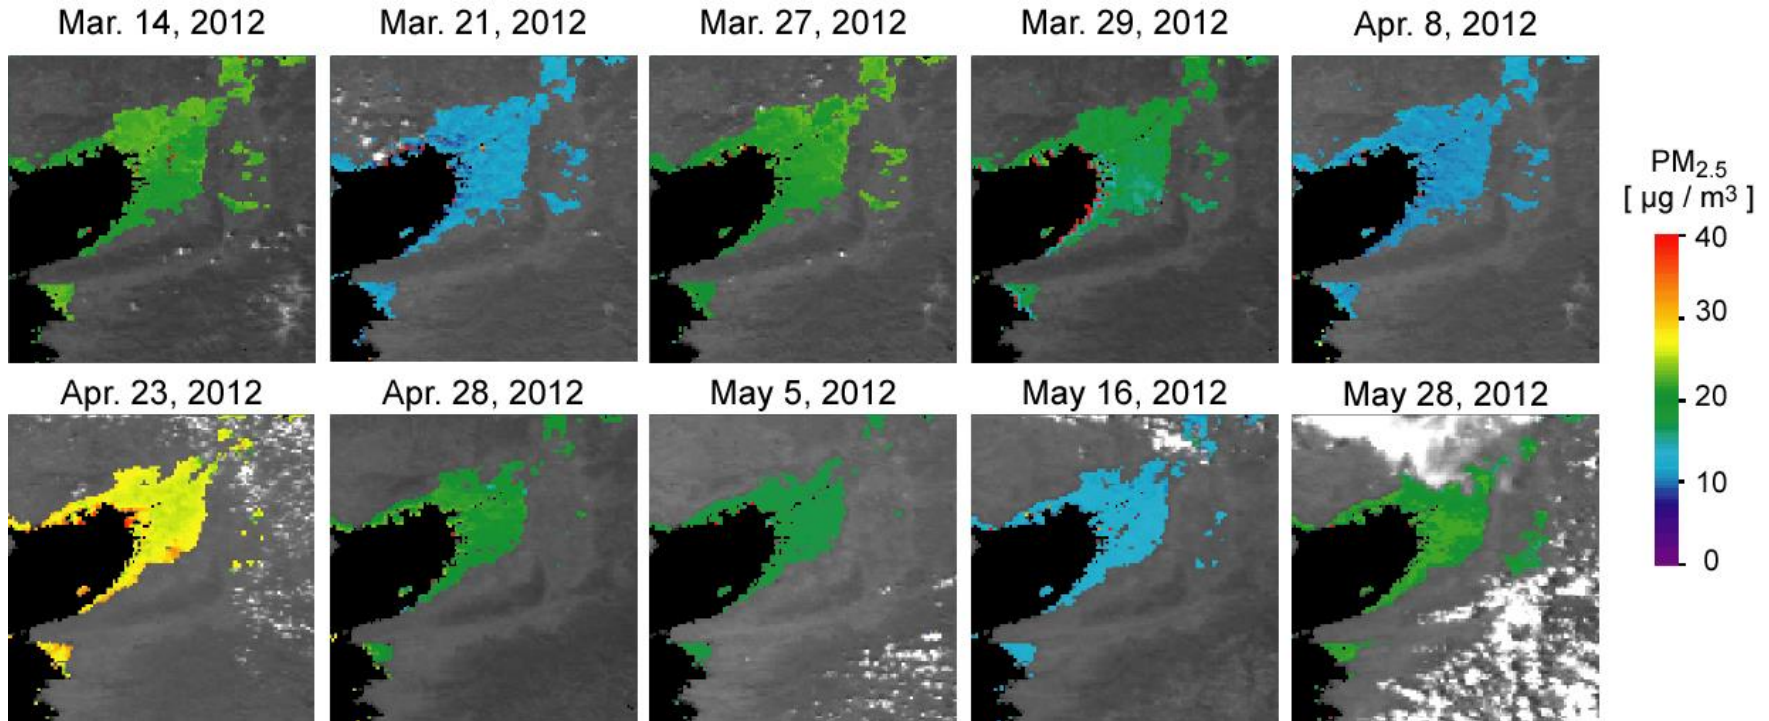 Mar. 14, 2012
Mar. 21, 2012
Mar. 27, 2012
Mar. 29, 2012
Apr. 8, 2012
PM2.5
[ µg / m³ ]
40
30
20
10
0
Apr. 23, 2012
Apr. 28, 2012
May 5, 2012
May 16, 2012
May 28, 2012